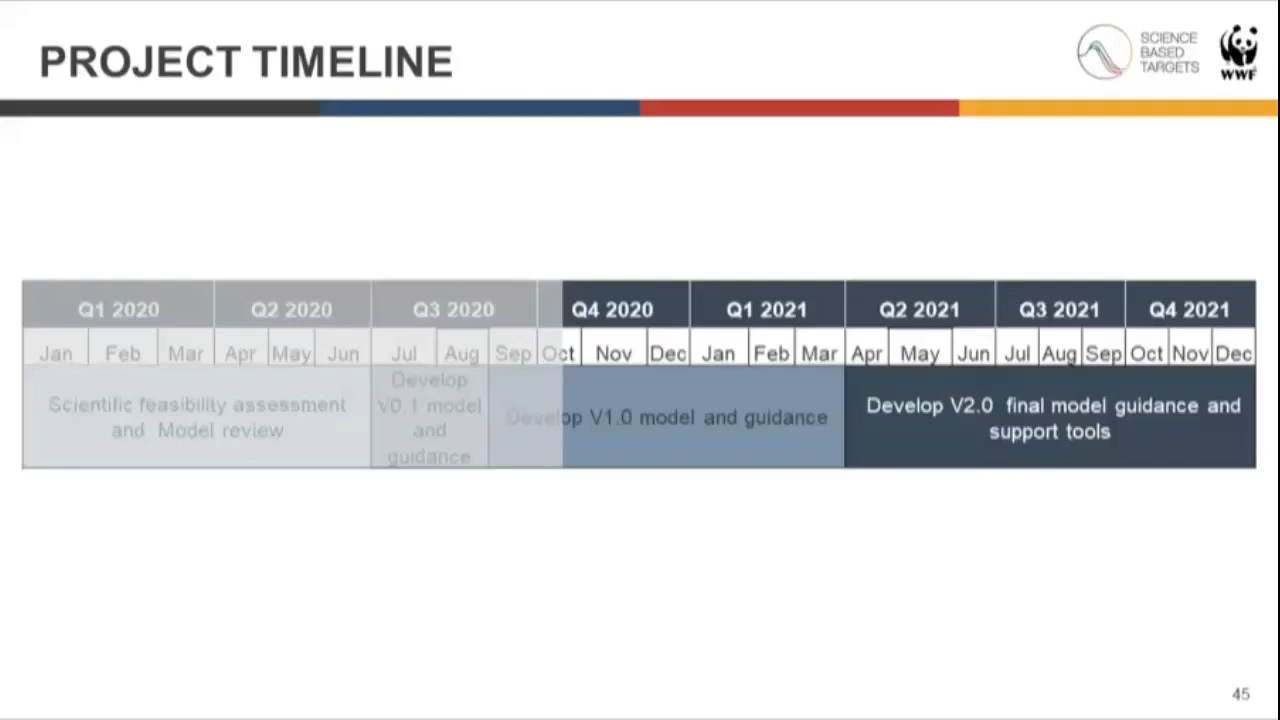 PROJECT TIMELINE
SCIENCE
BASED
TARGETS
WWF
Q1 2020 Q2 2020 Q3 2020 Q4 2020 Q1 2021 Q2 2021 Q3 2021 Q4 2021
Jan Feb Mar Apr May Jun Jul Aug Sep Oct Nov Dec Jan Feb Mar Apr May Jun Jul Aug Sep Oct Nov Dec
Scientific feasibility assessment
and Model review
Develop
V0.1 model
and
guidance
Develop V1.0 model and guidance
Develop V2.0 final model guidance and
support tools
45